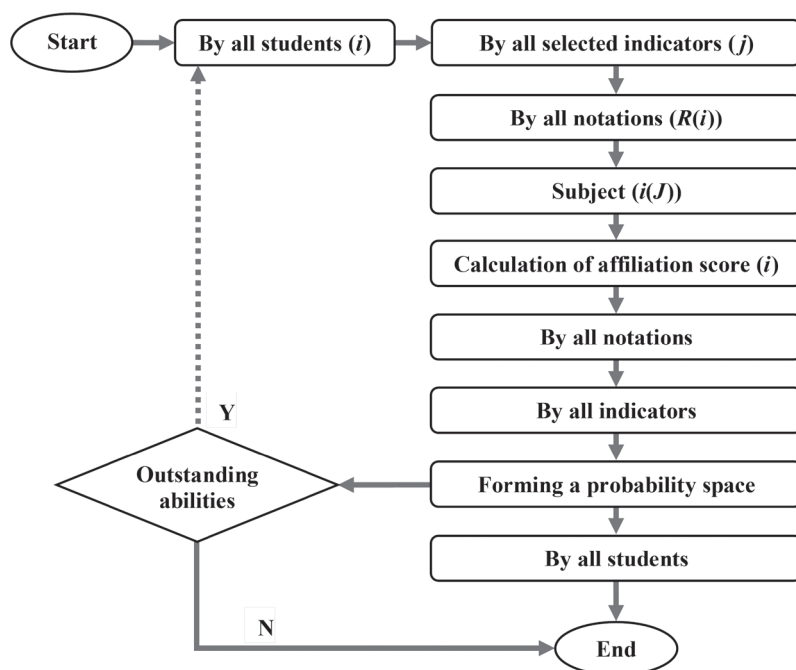 Start
By all students (i)
By all selected indicators (j)
By all notations (R(i))
Subject (i(J))
Calculation of affiliation score (i)
By all notations
By all indicators
Y
Outstanding
abilities
Forming a probability space
By all students
N
End